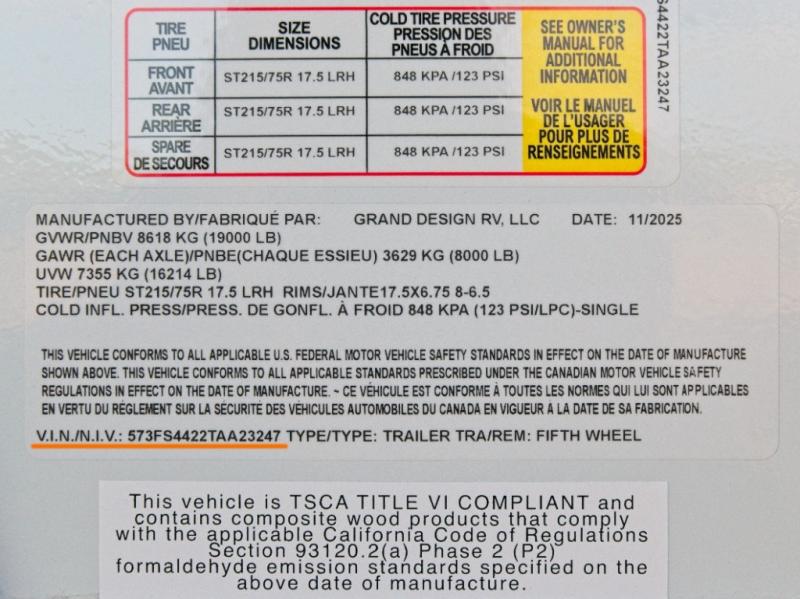 TIRE PNEU
SIZE DIMENSIONS
COLD TIRE PRESSURE PRESSION DES PNEUS À FROID
FRONT AVANT
ST215/75R 17.5 LRH
848 KPA /123 PSI
REAR ARRIÈRE
ST215/75R 17.5 LRH
848 KPA /123 PSI
SPARE DE SECOURS
ST215/75R 17.5 LRH
848 KPA /123 PSI
SEE OWNER'S
MANUAL FOR
ADDITIONAL
INFORMATION
VOIR LE MANUEL
DE L'USAGER
POUR PLUS DE
RENSEIGNEMENTS
S4422TAA23247
MANUFACTURED BY/FABRIQUÉ PAR: GRAND DESIGN RV, LLC DATE: 11/2025
GVWR/PNBV 8618 KG (19000 LB)
GAWR (EACH AXLE)/PNBE(CHAQUE ESSIEU) 3629 KG (8000 LB)
UVW 7355 KG (16214 LB)
TIRE/PNEU ST215/75R 17.5 LRH RIMS/JANTE17.5X6.75 8-6.5
COLD INFL. PRESS/PRESS. DE GONFL. À FROID 848 KPA (123 PSI/LPC)-SINGLE
THIS VEHICLE CONFORMS TO ALL APPLICABLE U.S. FEDERAL MOTOR VEHICLE SAFETY STANDARDS IN EFFECT ON THE DATE OF MANUFACTURE
SHOWN ABOVE. THIS VEHICLE CONFORMS TO ALL APPLICABLE STANDARDS PRESCRIBED UNDER THE CANADIAN MOTOR VEHICLE SAFETY
REGULATIONS IN EFFECT ON THE DATE OF MANUFACTURE. ~ CE VÉHICULE EST CONFORME À TOUTES LES NORMES QUI LUI SONT APPLICABLES
EN VERTU DU RÈGLEMENT SUR LA SÉCURITÉ DES VÉHICULES AUTOMOBILES DU CANADA EN VIGUEUR À LA DATE DE SA FABRICATION.
V.I.N./N.I.V.: 573FS4422TAA23247 TYPE/TYPE: TRAILER TRA/REM: FIFTH WHEEL
This vehicle is TSCA TITLE VI COMPLIANT and
contains composite wood products that comply
with the applicable California Code of Regulations
Section 93120.2(a) Phase 2 (P2)
formaldehyde emission standards specified on the
above date of manufacture.